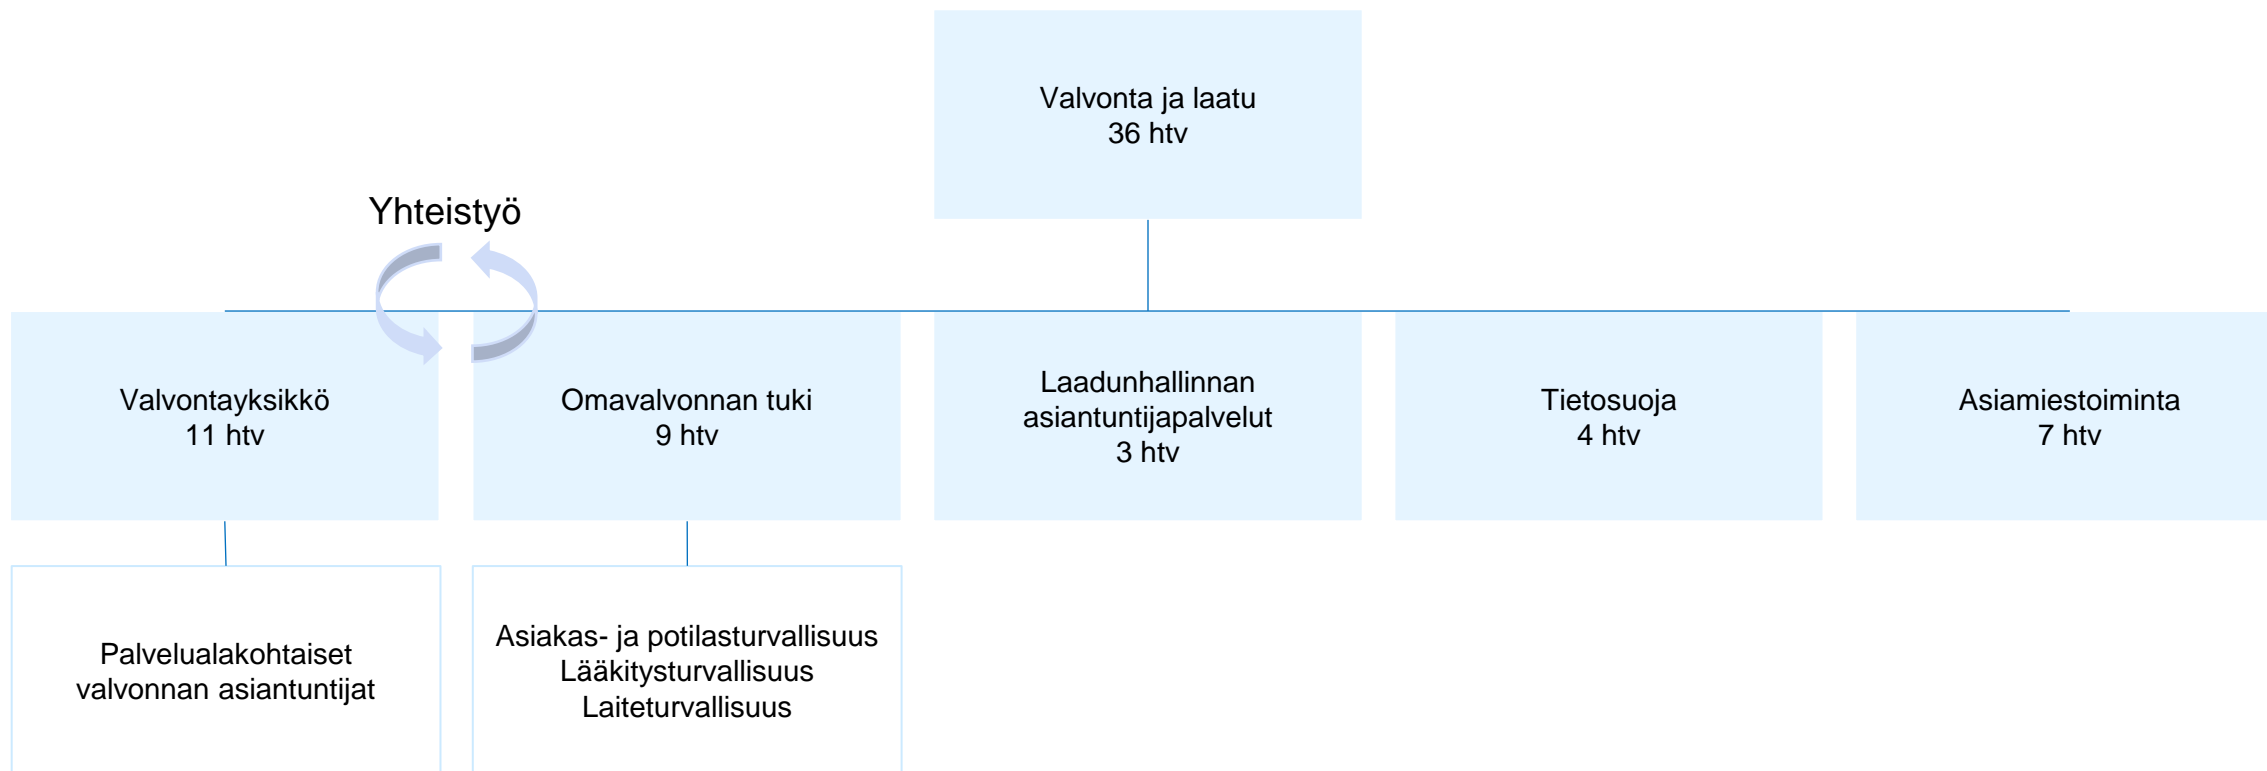 Valvonta ja laatu
36 htv
Yhteistyö
Valvontayksikkö
11 htv
Omavalvonnan tuki
9 htv
Laadunhallinnan
asiantuntijapalvelut
3 htv
Tietosuoja
4 htv
Asiamiestoiminta
7 htv
Palvelualakohtaiset
valvonnan asiantuntijat
Asiakas- ja potilasturvallisuus
Lääkitysturvallisuus
Laiteturvallisuus